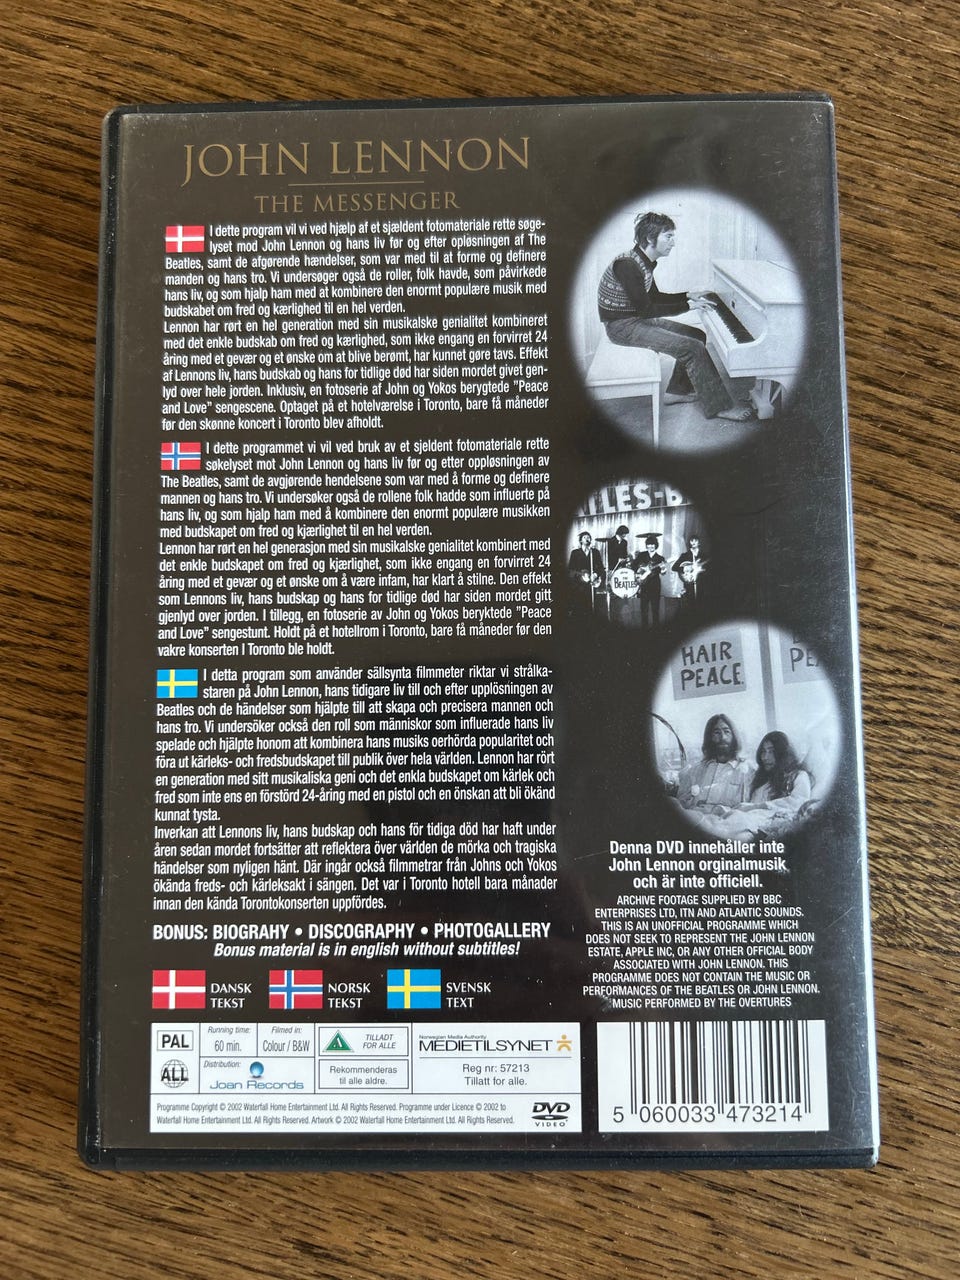 JOHN LENNON
THE MESSENGER
I dette program vil vi ved hjælp af et sjældent fotomateriale rette søge-
lyset mod John Lennon og hans liv før og efter opløsningen af The
Beatles, samt de afgørende hændelser, som var med til at forme og definere
manden og hans tro. Vi undersøger også de roller, folk havde, som påvirkede
hans liv, og som hjalp ham med at kombinere den enormt populære musik med
budskabet om fred og kærlighed til en hel verden.
Lennon har rørt en hel generation med sin musikalske genialitet kombineret
med det enkle budskab om fred og kærlighed, som ikke engang en forvirret 24
åring med et gevær og et ønske om at blive berømt, har kunnet gøre tavs. Effekt
af Lennons liv, hans budskab og hans for tidlige død har siden mordet givet gen-
lyd over hele jorden. Inklusiv, en fotoserie af John og Yokos berygtede "Peace
and Love" sengescene. Optaget på et hotelværelse i Toronto, bare få måneder
før den skønne koncert i Toronto blev afholdt.
I dette programmet vi vil ved bruk av et sjeldent fotomateriale rette
søkelyset mot John Lennon og hans liv før og etter oppløsningen av
The Beatles, samt de avgjørende hendelsene som var med å forme og definere
mannen og hans tro. Vi undersøker også de rollene folk hadde som influerte på
hans liv, og som hjalp ham med å kombinere den enormt populære musikken
med budskapet om fred og kjærlighet til en hel verden.
Lennon har rørt en hel generasjon med sin musikalske genialitet kombinert med
det enkle budskap om fred og kjærlighet, som ikke engang en forvirret 24
åring med et gevær og et ønske om å være infam, har klart å stilne. Den effekt
som Lennons liv, hans budskap og hans for tidlige død har siden mordet gitt
gjenlyd over jorden. I tillegg, en fotoserie av John og Yokos beryktede "Peace
and Love" sengestunt. Holdt på et hotellrom i Toronto, bare få måneder før den
vakre konserten I Toronto ble holdt.
I detta program som använder sällsynta filmmeter riktar vi strålka-
staren på John Lennon, hans tidigare liv till och efter upplösningen av
Beatles och de händelser som hjälpte till att skapa och precisera mannen och
hans tro. Vi undersöker också den roll som människor som influerade hans liv
spelade och hjälpte honom att kombinera hans musiks oerhörda popularitet och
föra ut kärleks- och fredsbudskapet till publik över hela världen. Lennon har rört
en generation med sitt musikaliska geni och det enkla budskapet om kärlek och
fred som inte ens en förstörd 24-åring med en pistol och en önskan att bli ökänd
kunnat tysta.
Inverkan att Lennons liv, hans budskap och hans för tidiga död har haft under
åren sedan mordet fortsätter att reflektera över världen de mörka och tragiska
händelser som nyligen hänt. Där ingår också filmmetrar från Johns och Yokos
ökända freds- och kärleksakt i sängen. Det var i Toronto hotell bara månader
innan den kända Torontokonserten uppfördes.
BONUS: BIOGRAHY • DISCOGRAPHY • PHOTOGALLERY
Bonus material is in english without subtitles!
DANSK
TEKST
NORSK
TEKST
SVENSK
TEXT
TLES-B
THE
BEATLES
HAIR
PEACE.
PE
Denna DVD innehåller inte
John Lennon orginalmusik
och är inte officiell.
ARCHIVE FOOTAGE SUPPLIED BY BBC
ENTERPRISES LTD, ITN AND ATLANTIC SOUNDS.
THIS IS AN UNOFFICIAL PROGRAMME WHICH
DOES NOT SEEK TO REPRESENT THE JOHN LENNON
ESTATE, APPLE INC, OR ANY OTHER OFFICIAL BODY
ASSOCIATED WITH JOHN LENNON. THIS
PROGRAMME DOES NOT CONTAIN THE MUSIC OR
PERFORMANCES OF THE BEATLES OR JOHN LENNON.
MUSIC PERFORMED BY THE OVERTURES
PAL
ALL
Running time:
60 min.
Filmed in:
Colour / B&W
Distribution:
Joan Records
A
TILLADT
FOR ALLE
Rekommenderas
til alle aldre.
Norwegian Media Authority
MEDIETILSYNET
Reg nr: 57213
Tillatt for alle.
Programme Copyright © 2002 Waterfall Home Entertainment Ltd. All Rights Reserved. Programme under Licence © 2002 to
Waterfall Home Entertainment Ltd. All Rights Reserved. Artwork © 2002 Waterfall Home Entertainment Ltd. All Rights Reserved.
DVD
VIDEO
5 060033 473214